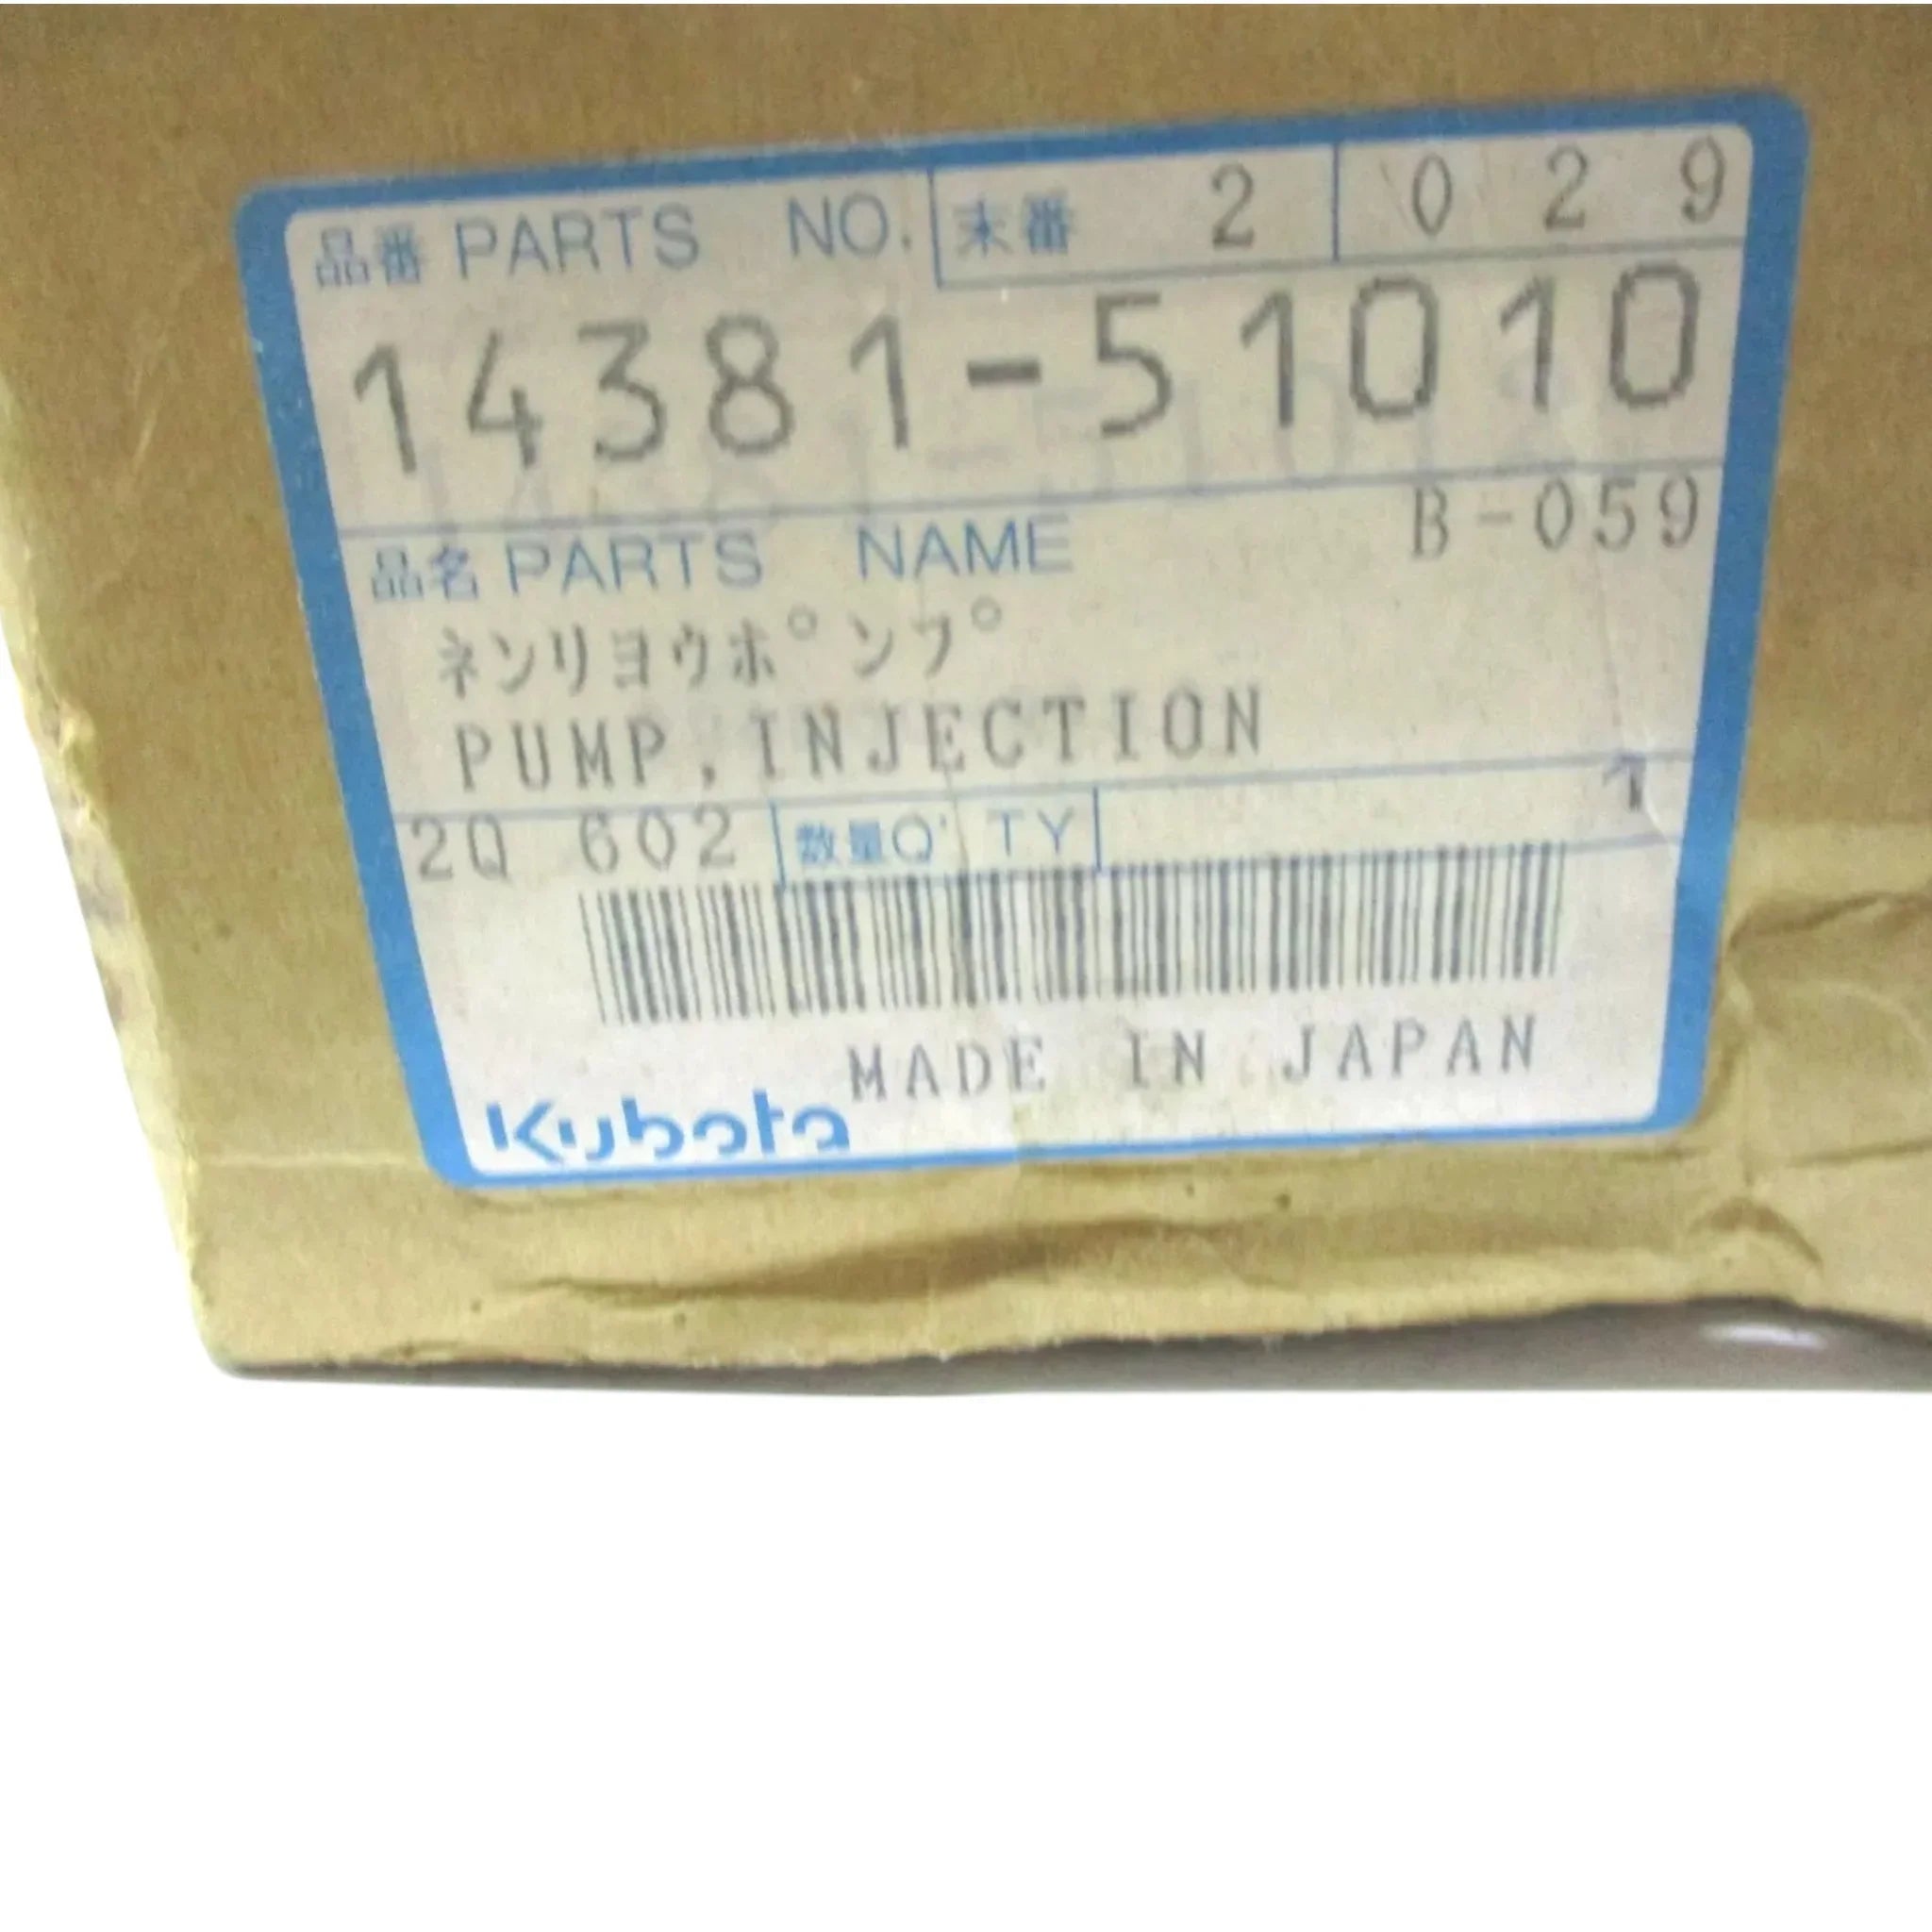 品番 PARTS NO. 末番 2 029
14381-51010
品名 PARTS NAME B-059
ネンリヨウポンプ
PUMP,INJECTION
2Q 602 数量Q'TY 1
MADE IN JAPAN
Kubota